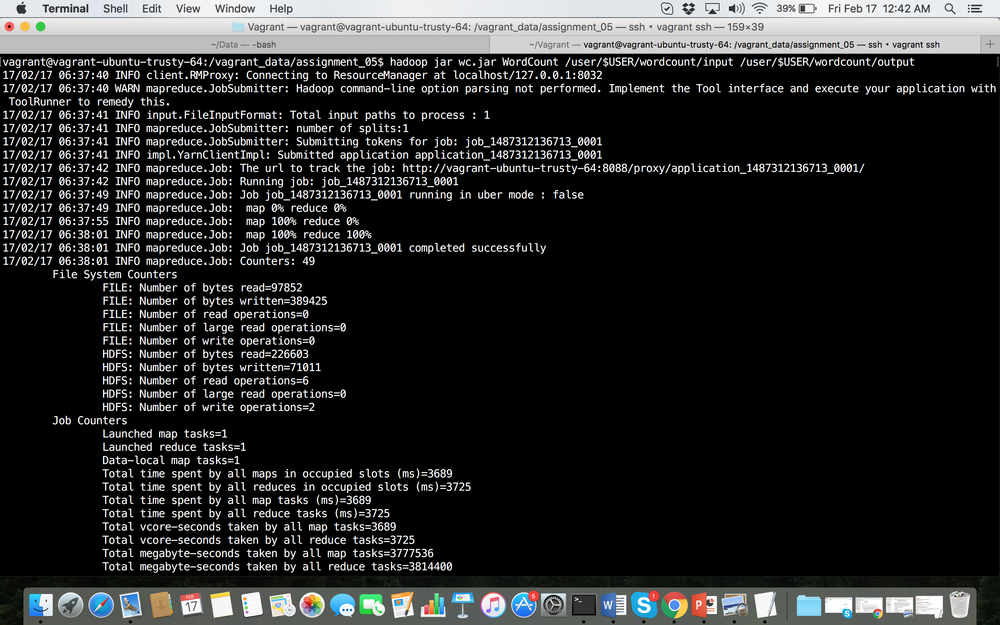 Terminal Shell Edit View Window Help 39% Fri Feb 17 12:42 AM
Vagrant — vagrant@vagrant-ubuntu-trusty-64: /vagrant_data/assignment_05 — ssh ◂ vagrant ssh — 159×39
~/Data — -bash
~/Vagrant — vagrant@vagrant-ubuntu-trusty-64: /vagrant_data/assignment_05 — ssh ◂ vagrant ssh
[vagrant@vagrant-ubuntu-trusty-64:/vagrant_data/assignment_05$ hadoop jar wc.jar WordCount /user/$USER/wordcount/input /user/$USER/wordcount/output ]
17/02/17 06:37:40 INFO client.RMProxy: Connecting to ResourceManager at localhost/127.0.0.1:8032
17/02/17 06:37:40 WARN mapreduce.JobSubmitter: Hadoop command-line option parsing not performed. Implement the Tool interface and execute your application with
ToolRunner to remedy this.
17/02/17 06:37:41 INFO input.FileInputFormat: Total input paths to process : 1
17/02/17 06:37:41 INFO mapreduce.JobSubmitter: number of splits:1
17/02/17 06:37:41 INFO mapreduce.JobSubmitter: Submitting tokens for job: job_1487312136713_0001
17/02/17 06:37:41 INFO impl.YarnClientImpl: Submitted application application_1487312136713_0001
17/02/17 06:37:42 INFO mapreduce.Job: The url to track the job: http://vagrant-ubuntu-trusty-64:8088/proxy/application_1487312136713_0001/
17/02/17 06:37:42 INFO mapreduce.Job: Running job: job_1487312136713_0001
17/02/17 06:37:49 INFO mapreduce.Job: Job job_1487312136713_0001 running in uber mode : false
17/02/17 06:37:49 INFO mapreduce.Job:  map 0% reduce 0%
17/02/17 06:37:55 INFO mapreduce.Job:  map 100% reduce 0%
17/02/17 06:38:01 INFO mapreduce.Job:  map 100% reduce 100%
17/02/17 06:38:01 INFO mapreduce.Job: Job job_1487312136713_0001 completed successfully
17/02/17 06:38:01 INFO mapreduce.Job: Counters: 49
File System Counters
FILE: Number of bytes read=97852
FILE: Number of bytes written=389425
FILE: Number of read operations=0
FILE: Number of large read operations=0
FILE: Number of write operations=0
HDFS: Number of bytes read=226603
HDFS: Number of bytes written=71011
HDFS: Number of read operations=6
HDFS: Number of large read operations=0
HDFS: Number of write operations=2
Job Counters
Launched map tasks=1
Launched reduce tasks=1
Data-local map tasks=1
Total time spent by all maps in occupied slots (ms)=3689
Total time spent by all reduces in occupied slots (ms)=3725
Total time spent by all map tasks (ms)=3689
Total time spent by all reduce tasks (ms)=3725
Total vcore-seconds taken by all map tasks=3689
Total vcore-seconds taken by all reduce tasks=3725
Total megabyte-seconds taken by all map tasks=3777536
Total megabyte-seconds taken by all reduce tasks=3814400
FEB
17
280
3D
PAGES
5
>_
W
S
1
P
S